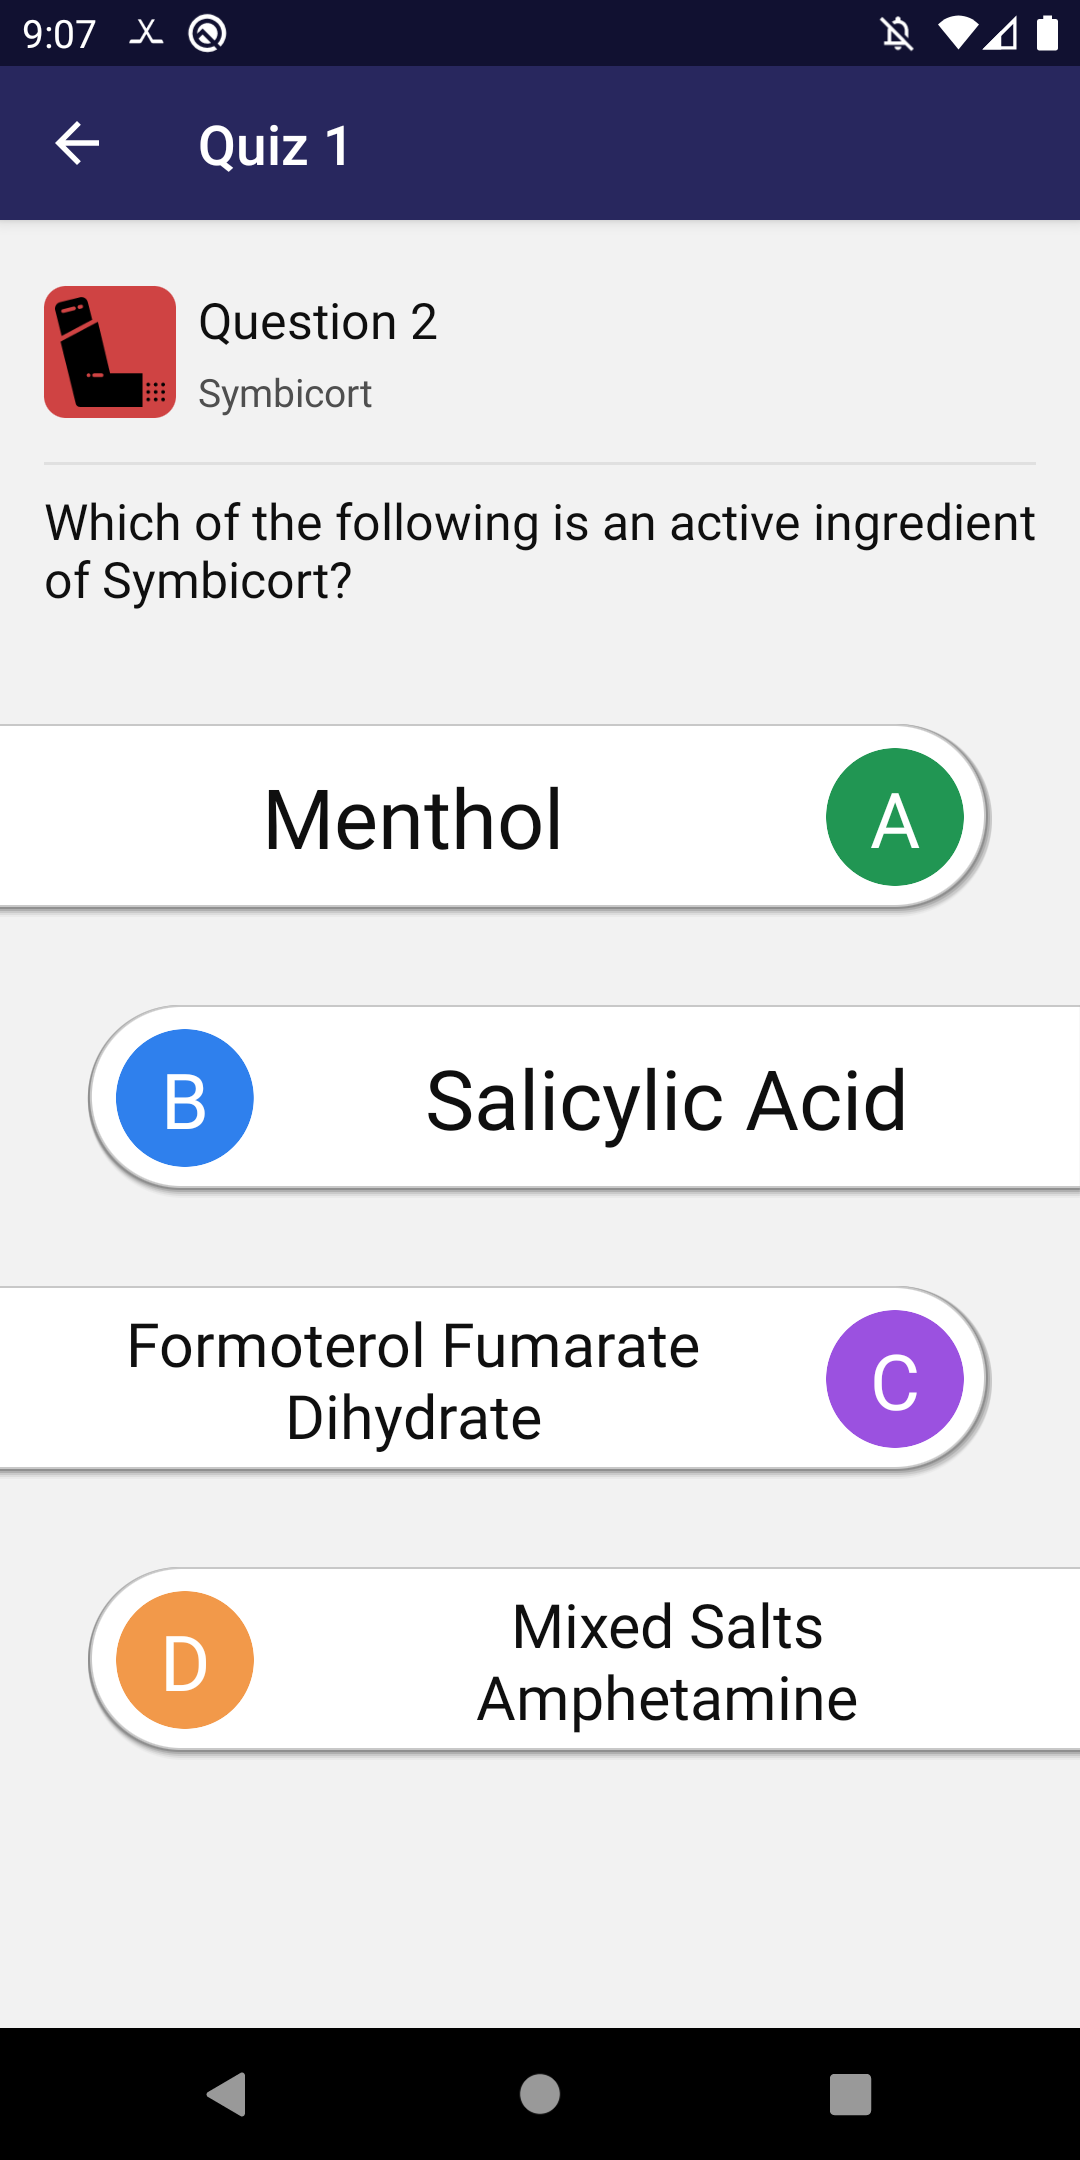 9:07
Quiz 1
Question 2
Symbicort
Which of the following is an active ingredient
of Symbicort?
Menthol
A
B
Salicylic Acid
Formoterol Fumarate
Dihydrate
C
D
Mixed Salts
Amphetamine